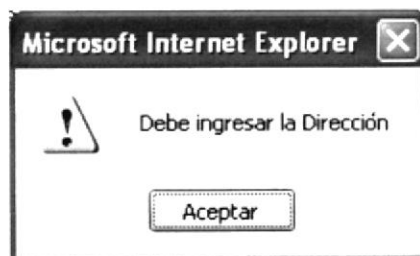 Microsoft Internet Explorer
Debe ingresar la Dirección
Aceptar